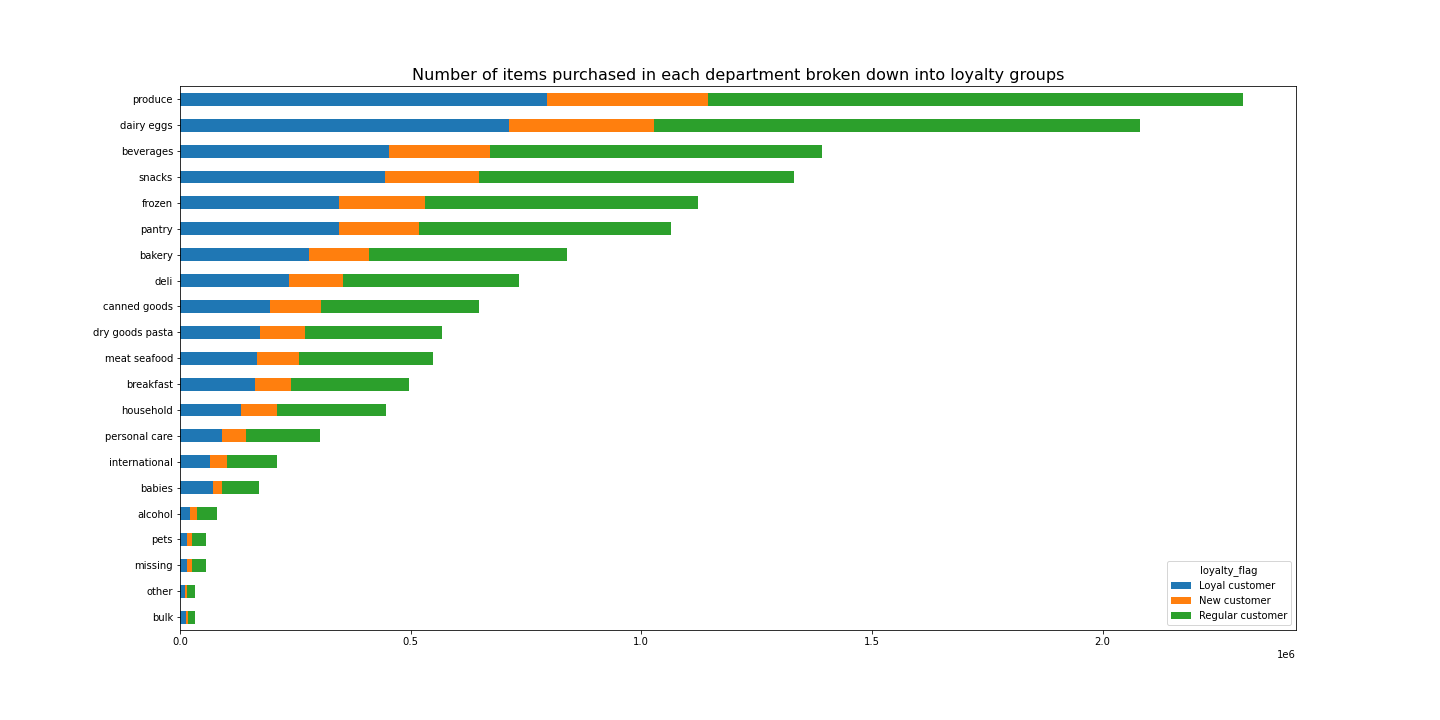 Number of items purchased in each department broken down into loyalty groups
produce
dairy eggs
beverages
snacks
frozen
pantry
bakery
deli
canned goods
dry goods pasta
meat seafood
breakfast
household
personal care
international
babies
alcohol
pets
missing
other
bulk
loyalty_flag
Loyal customer
New customer
Regular customer
0.0 0.5 1.0 1.5 2.0
1e6